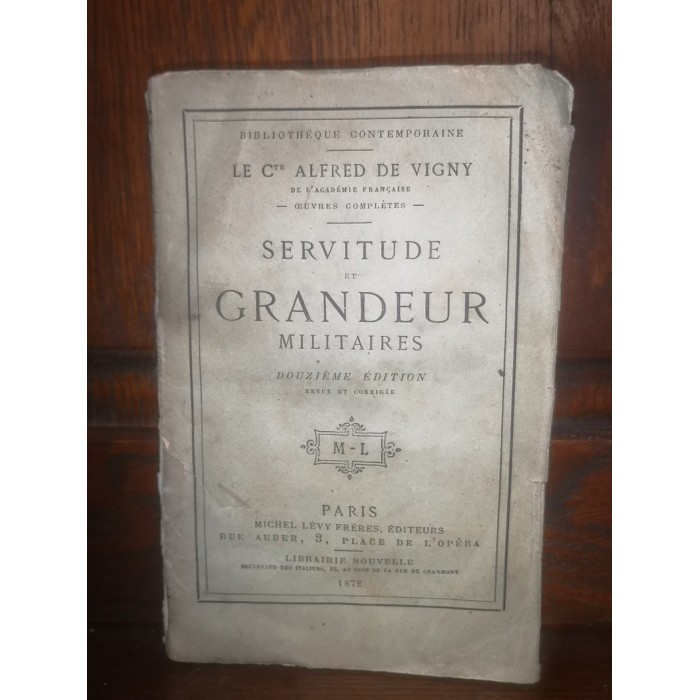 BIBLIOTHÈQUE CONTEMPORAINE
LE CTE ALFRED DE VIGNY
DE L'ACADÉMIE FRANÇAISE
— ŒUVRES COMPLÈTES —
SERVITUDE
ET
GRANDEUR
MILITAIRES
DOUZIÈME ÉDITION
REVUE ET CORRIGÉE
M-L
PARIS
MICHEL LÉVY FRÈRES, ÉDITEURS
RUE AUBER, 3, PLACE DE L'OPÉRA
LIBRAIRIE NOUVELLE
BOULEVARD DES ITALIENS, 15, AU COIN DE LA RUE DE GRAMMONT
1872